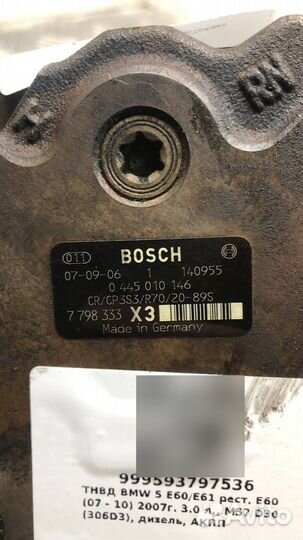 RN
011 BOSCH
07-09-06 1 140955
0 445 010 146
CR/CP3S3/R70/20-89S
7 798 333 X3
Made in Germany
999593797536
ТНВД BMW 5 E60/E61 рест. E60
(07 - 10) 2007г. 3.0 л., M57 D30
(306D3), дизель, АКПП
Avito